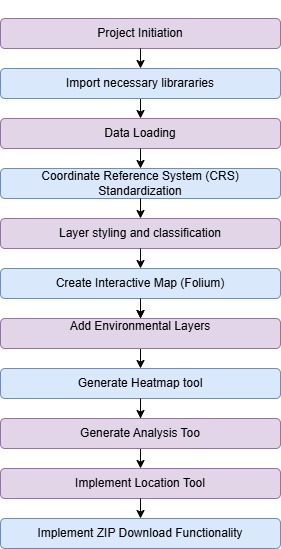 Project Initiation
Import necessary librararies
Data Loading
Coordinate Reference System (CRS)
Standardization
Layer styling and classification
Create Interactive Map (Folium)
Add Environmental Layers
Generate Heatmap tool
Generate Analysis Too
Implement Location Tool
Implement ZIP Download Functionality